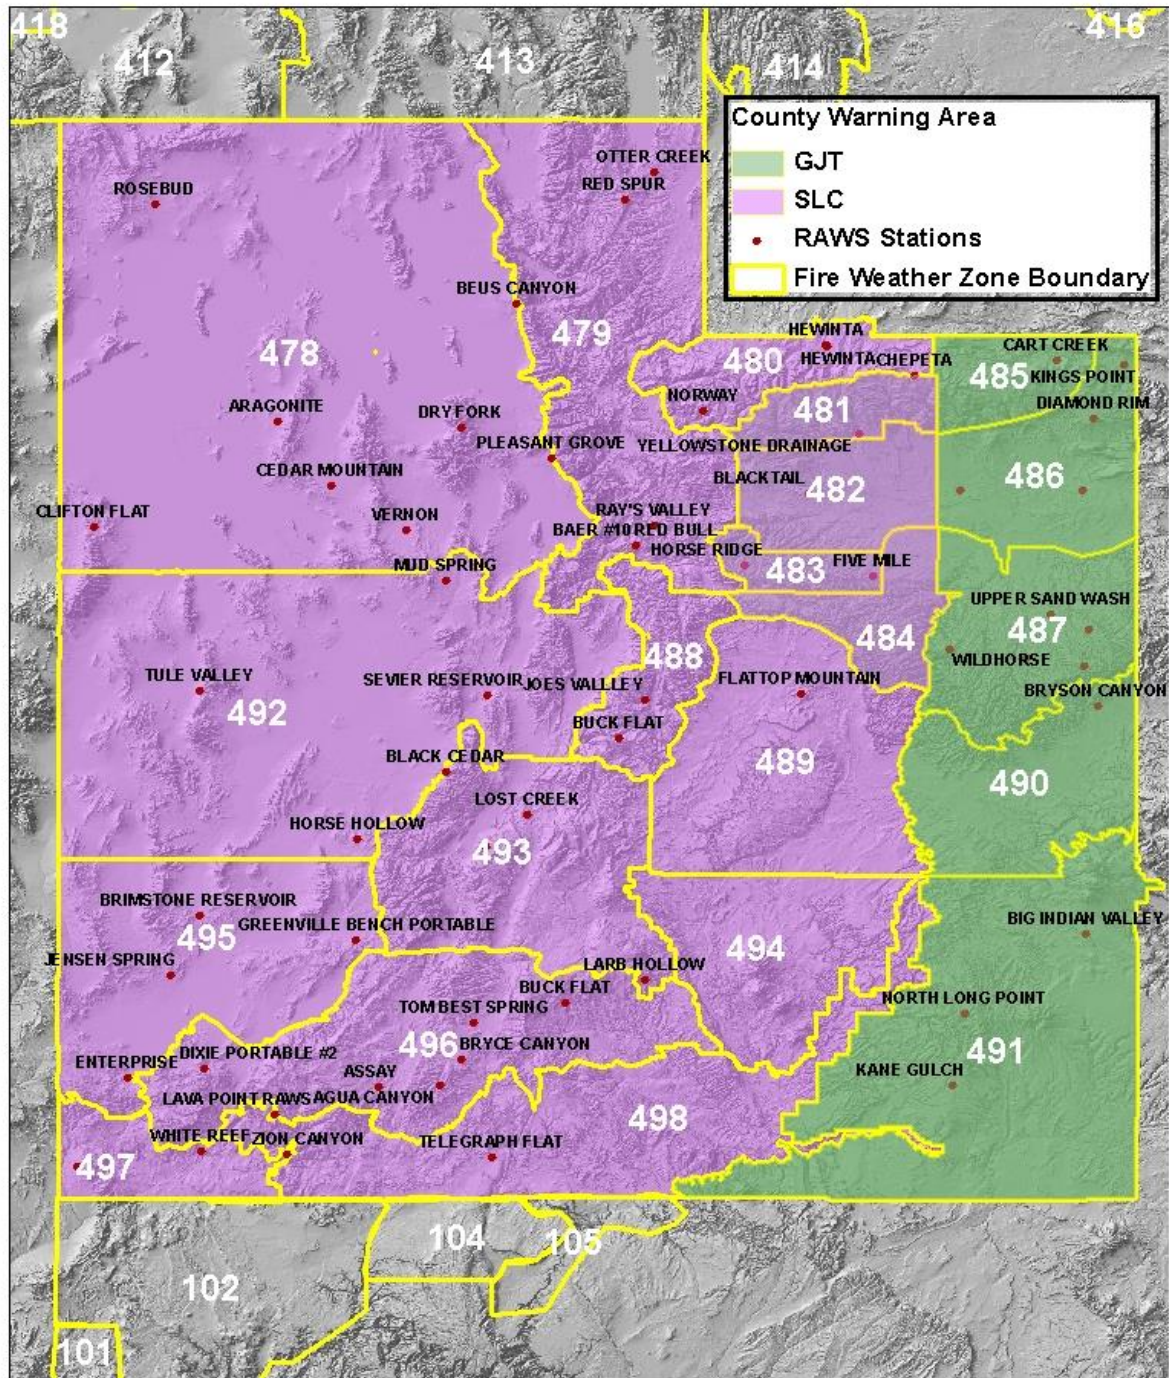 418
412
413
414
416
County Warning Area
GJT
SLC
RAWS Stations
Fire Weather Zone Boundary
OTTER CREEK
RED SPUR
ROSEBUD
BEUS CANYON
479
478
HEWINTA
480
HEWINTA
CHEPETA
CART CREEK
485
KINGS POINT
NORWAY
481
DIAMOND RIM
ARAGONITE
DRY FORK
PLEASANT GROVE
YELLOWSTONE DRAINAGE
CEDAR MOUNTAIN
BLACKTAIL
482
486
CLIFTON FLAT
VERNON
RAY'S VALLEY
BAER #10
RED BULL
HORSE RIDGE
483
FIVE MILE
MUD SPRING
UPPER SAND WASH
487
484
488
WILDHORSE
TULE VALLEY
SEVIER RESERVOIR
JOES VALLLEY
FLATTOP MOUNTAIN
BRYSON CANYON
492
BUCK FLAT
BLACK CEDAR
489
490
LOST CREEK
HORSE HOLLOW
493
BRIMSTONE RESERVOIR
GREENVILLE BENCH PORTABLE
BIG INDIAN VALLEY
495
494
JENSEN SPRING
LARB HOLLOW
BUCK FLAT
TOM BEST SPRING
NORTH LONG POINT
496
BRYCE CANYON
491
DIXIE PORTABLE #2
ENTERPRISE
ASSAY
KANE GULCH
LAVA POINT RAWS
AGUA CANYON
498
WHITE REEF
ZION CANYON
TELEGRAPH FLAT
497
104
105
102
101